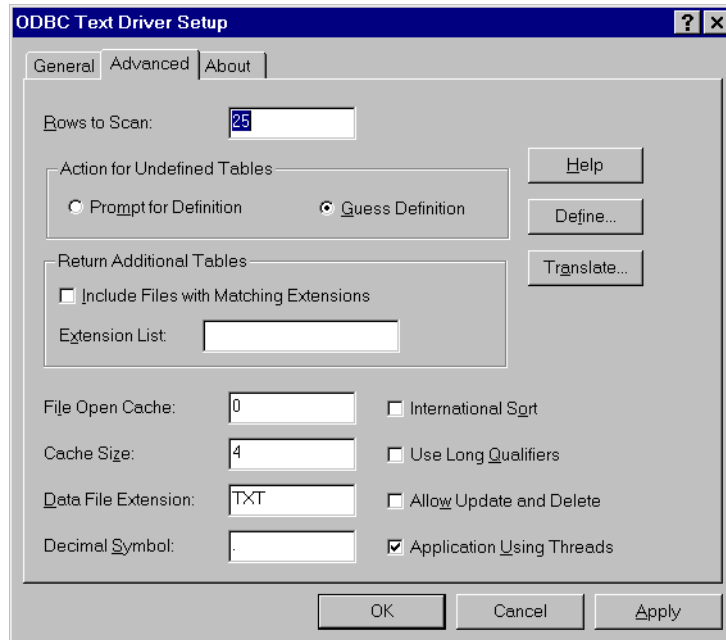 ODBC Text Driver Setup
General Advanced About
Rows to Scan: 25
Action for Undefined Tables
Prompt for Definition Guess Definition
Help
Define...
Return Additional Tables
Translate...
Include Files with Matching Extensions
Extension List:
File Open Cache: 0 International Sort
Cache Size: 4 Use Long Qualifiers
Data File Extension: TXT Allow Update and Delete
Decimal Symbol: . Application Using Threads
OK Cancel Apply